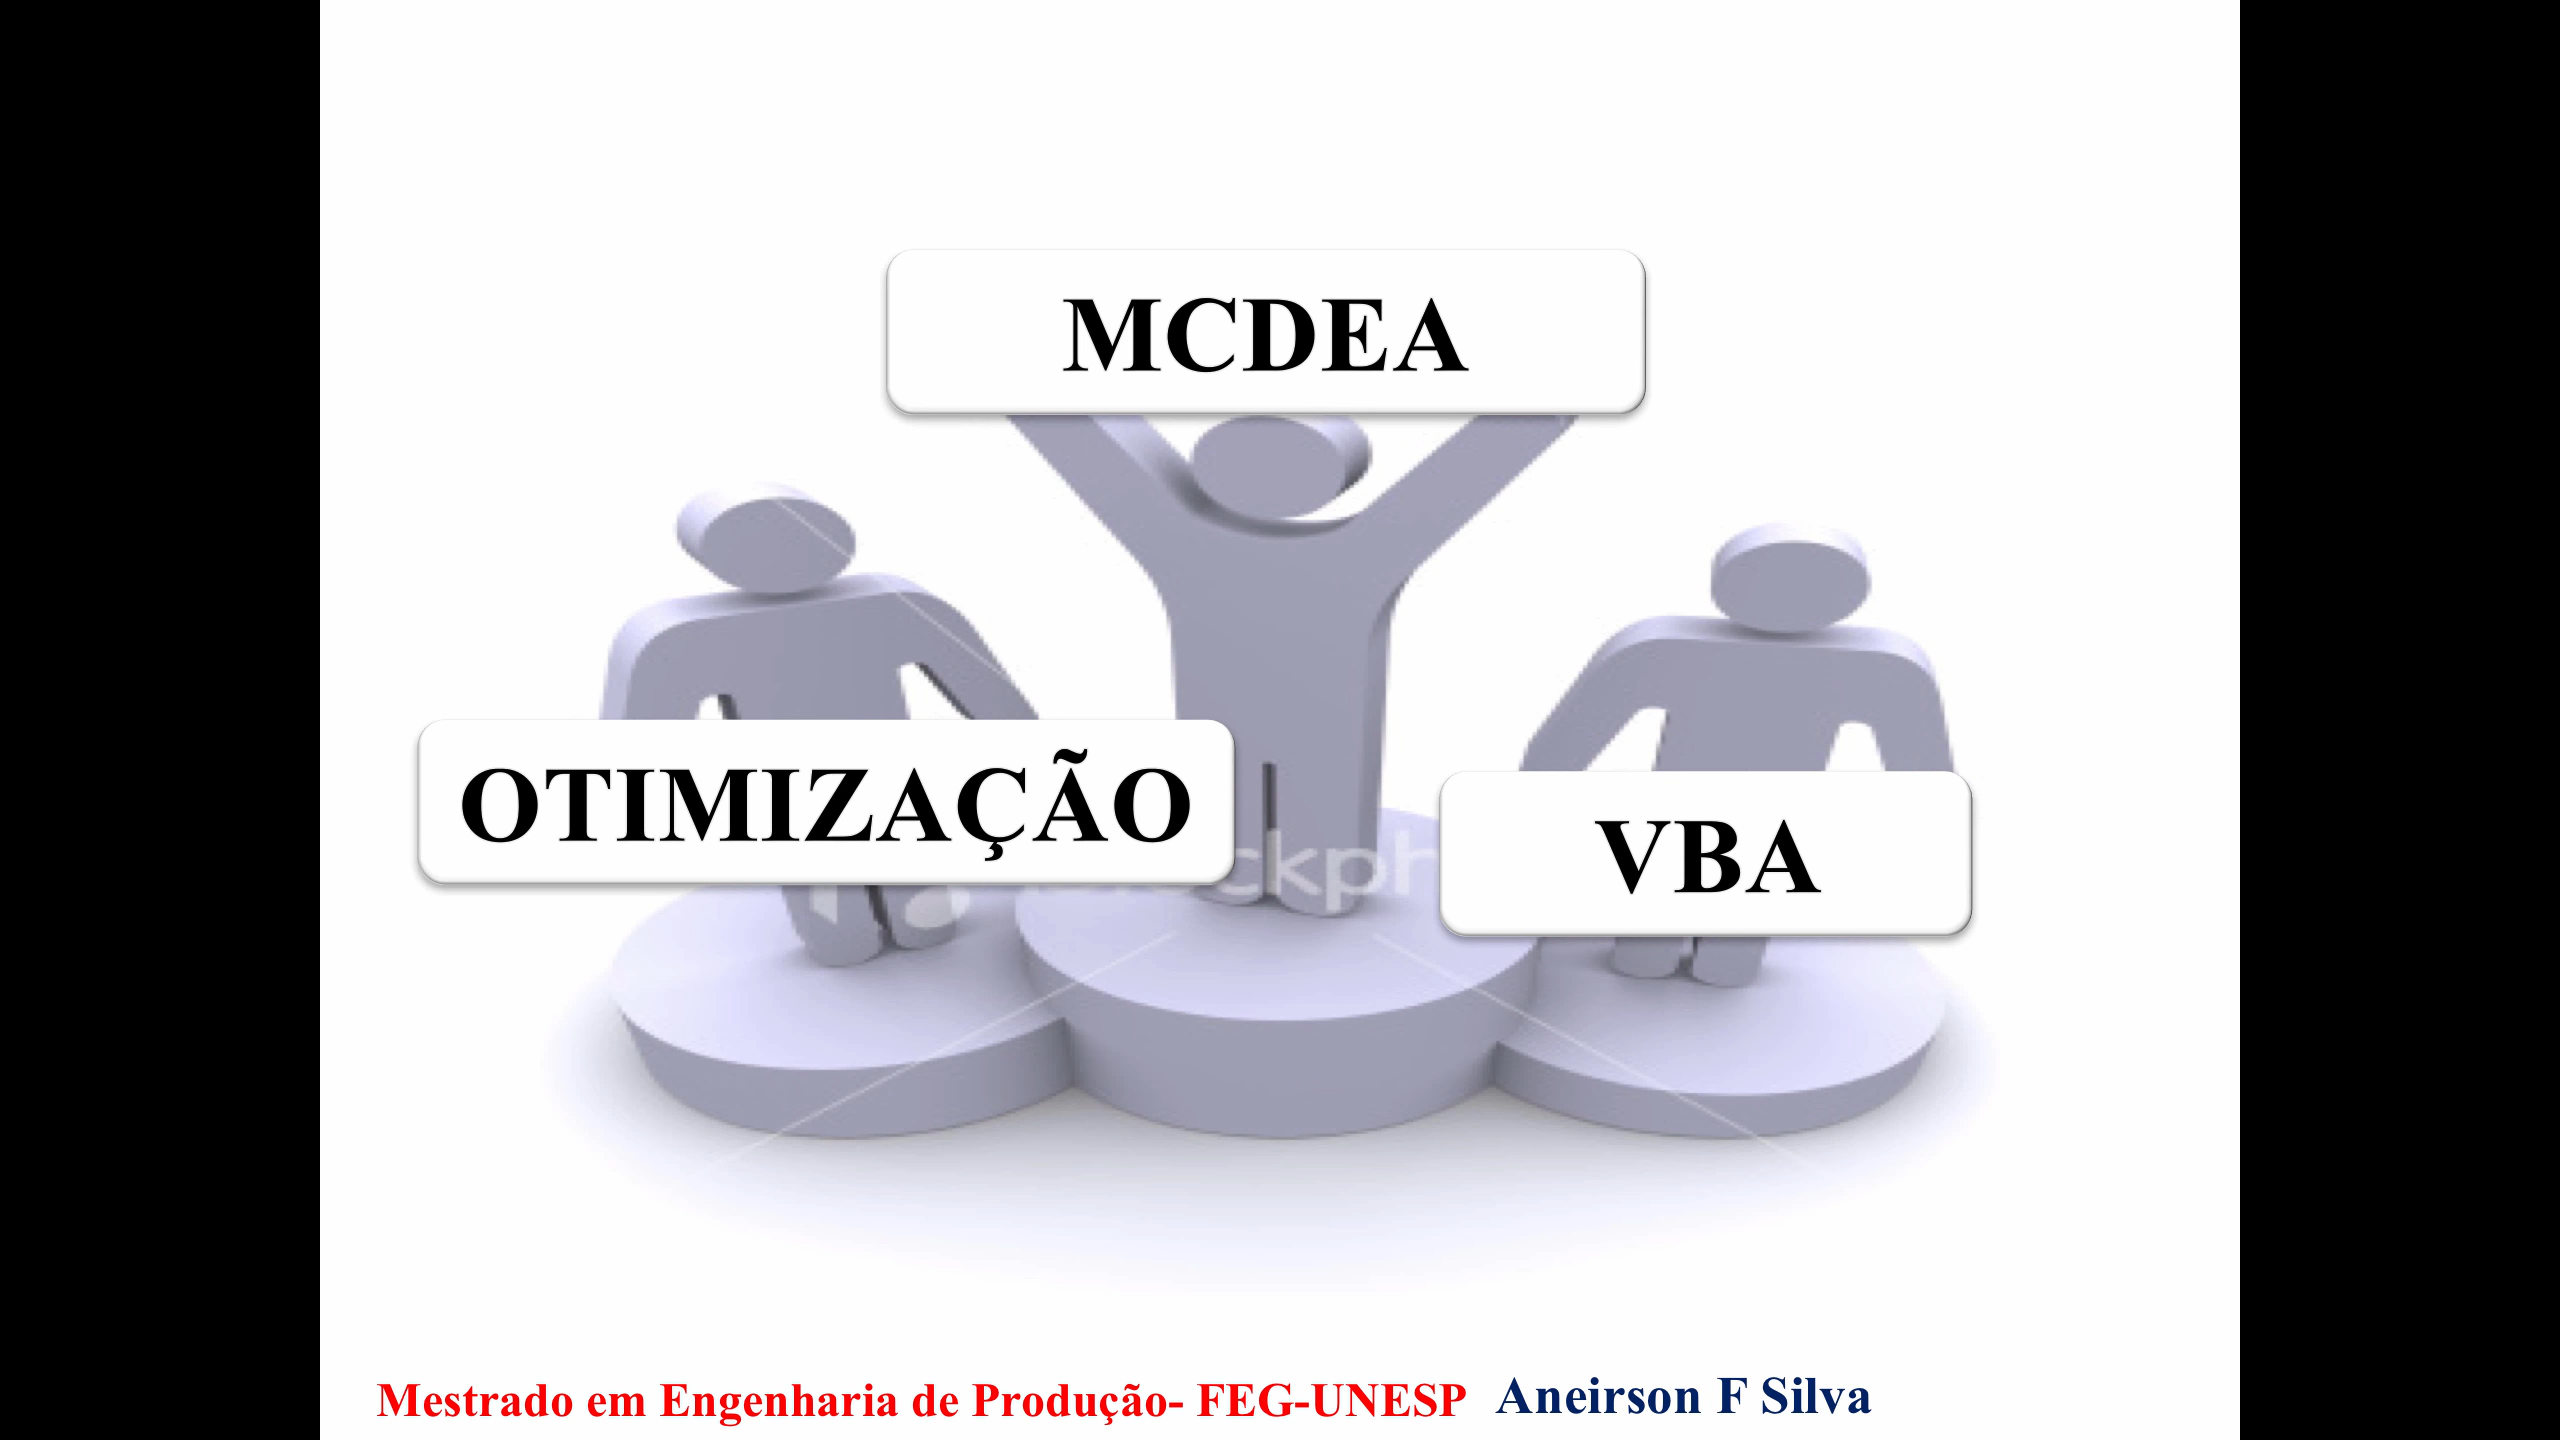 MCDEA
OTIMIZAÇÃO
VBA
Mestrado em Engenharia de Produção- FEG-UNESP
Aneirson F Silva